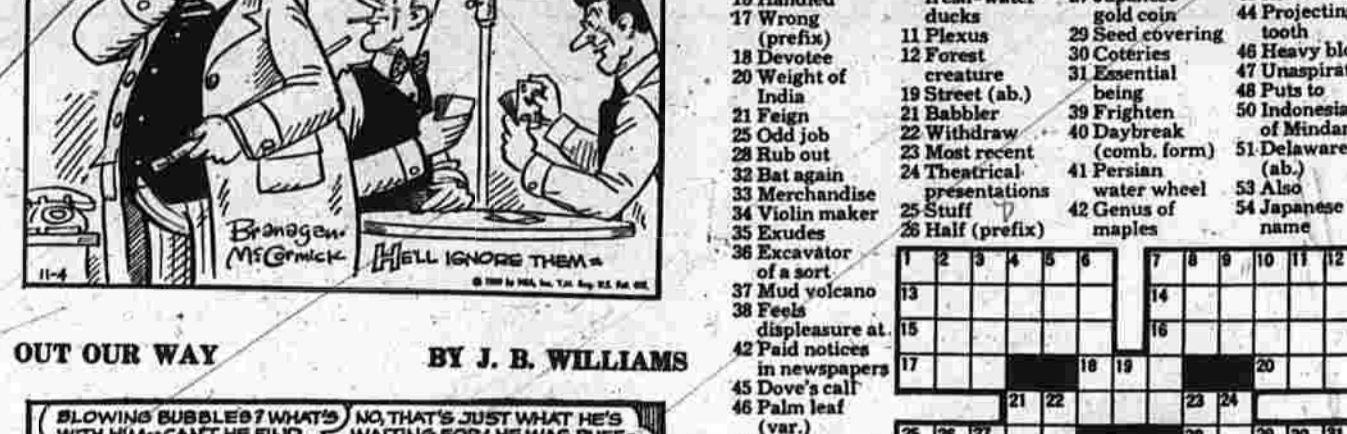 Branagan-
McCormick
11-4
HE'LL IGNORE THEM=
OUT OUR WAY
BY J. R. WILLIAMS
BLOWING BUBBLES? WHAT'S
NO, THAT'S JUST WHAT HE'S
17 Wrong
(prefix)
18 Devotee
20 Weight of
India
21 Feign
25 Odd job
28 Rub out
32 Bat again
33 Merchandise
34 Violin maker
35 Exudes
36 Excavator
of a sort
37 Mud volcano
38 Feels
displeasure at
42 Paid notices
in newspapers
45 Dove's call
46 Palm leaf
(var.)
ducks
11 Plexus
12 Forest
creature
19 Street (ab.)
21 Babbler
22 Withdraw
23 Most recent
24 Theatrical
presentations
25 Stuff
26 Half (prefix)
gold coin
29 Seed covering
30 Coteries
31 Essential
being
39 Frighten
40 Daybreak
(comb. form)
41 Persian
water wheel
42 Genus of
maples
44 Projectin
tooth
46 Heavy blo
47 Unaspirat
48 Puts to
50 Indonesia
of Mindan
51 Delaware
(ab.)
53 Also
54 Japanese
name
1 2 3 4 5 6 7 8 9 10 11 12
13 14
15 16
17 18 19 20
21 22 23 24